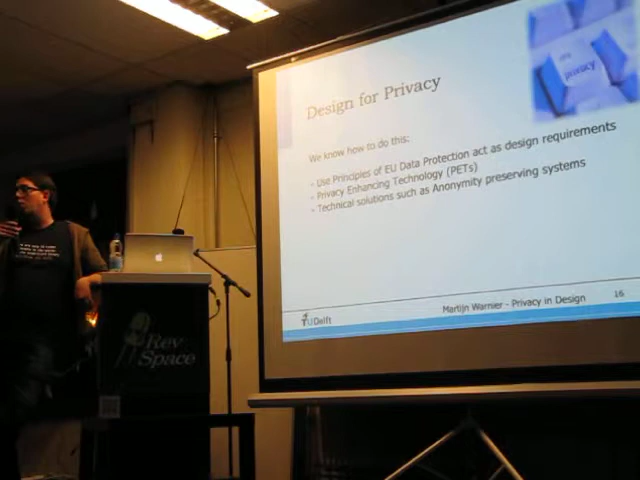 privacy
Design for Privacy
We know how to do this:
- Use Principles of EU Data Protection act as design requirements
- Privacy Enhancing Technology (PETs)
- Technical solutions such as Anonymity preserving systems
TU Delft
Martijn Warnier - Privacy in Design
16
Rev
Space